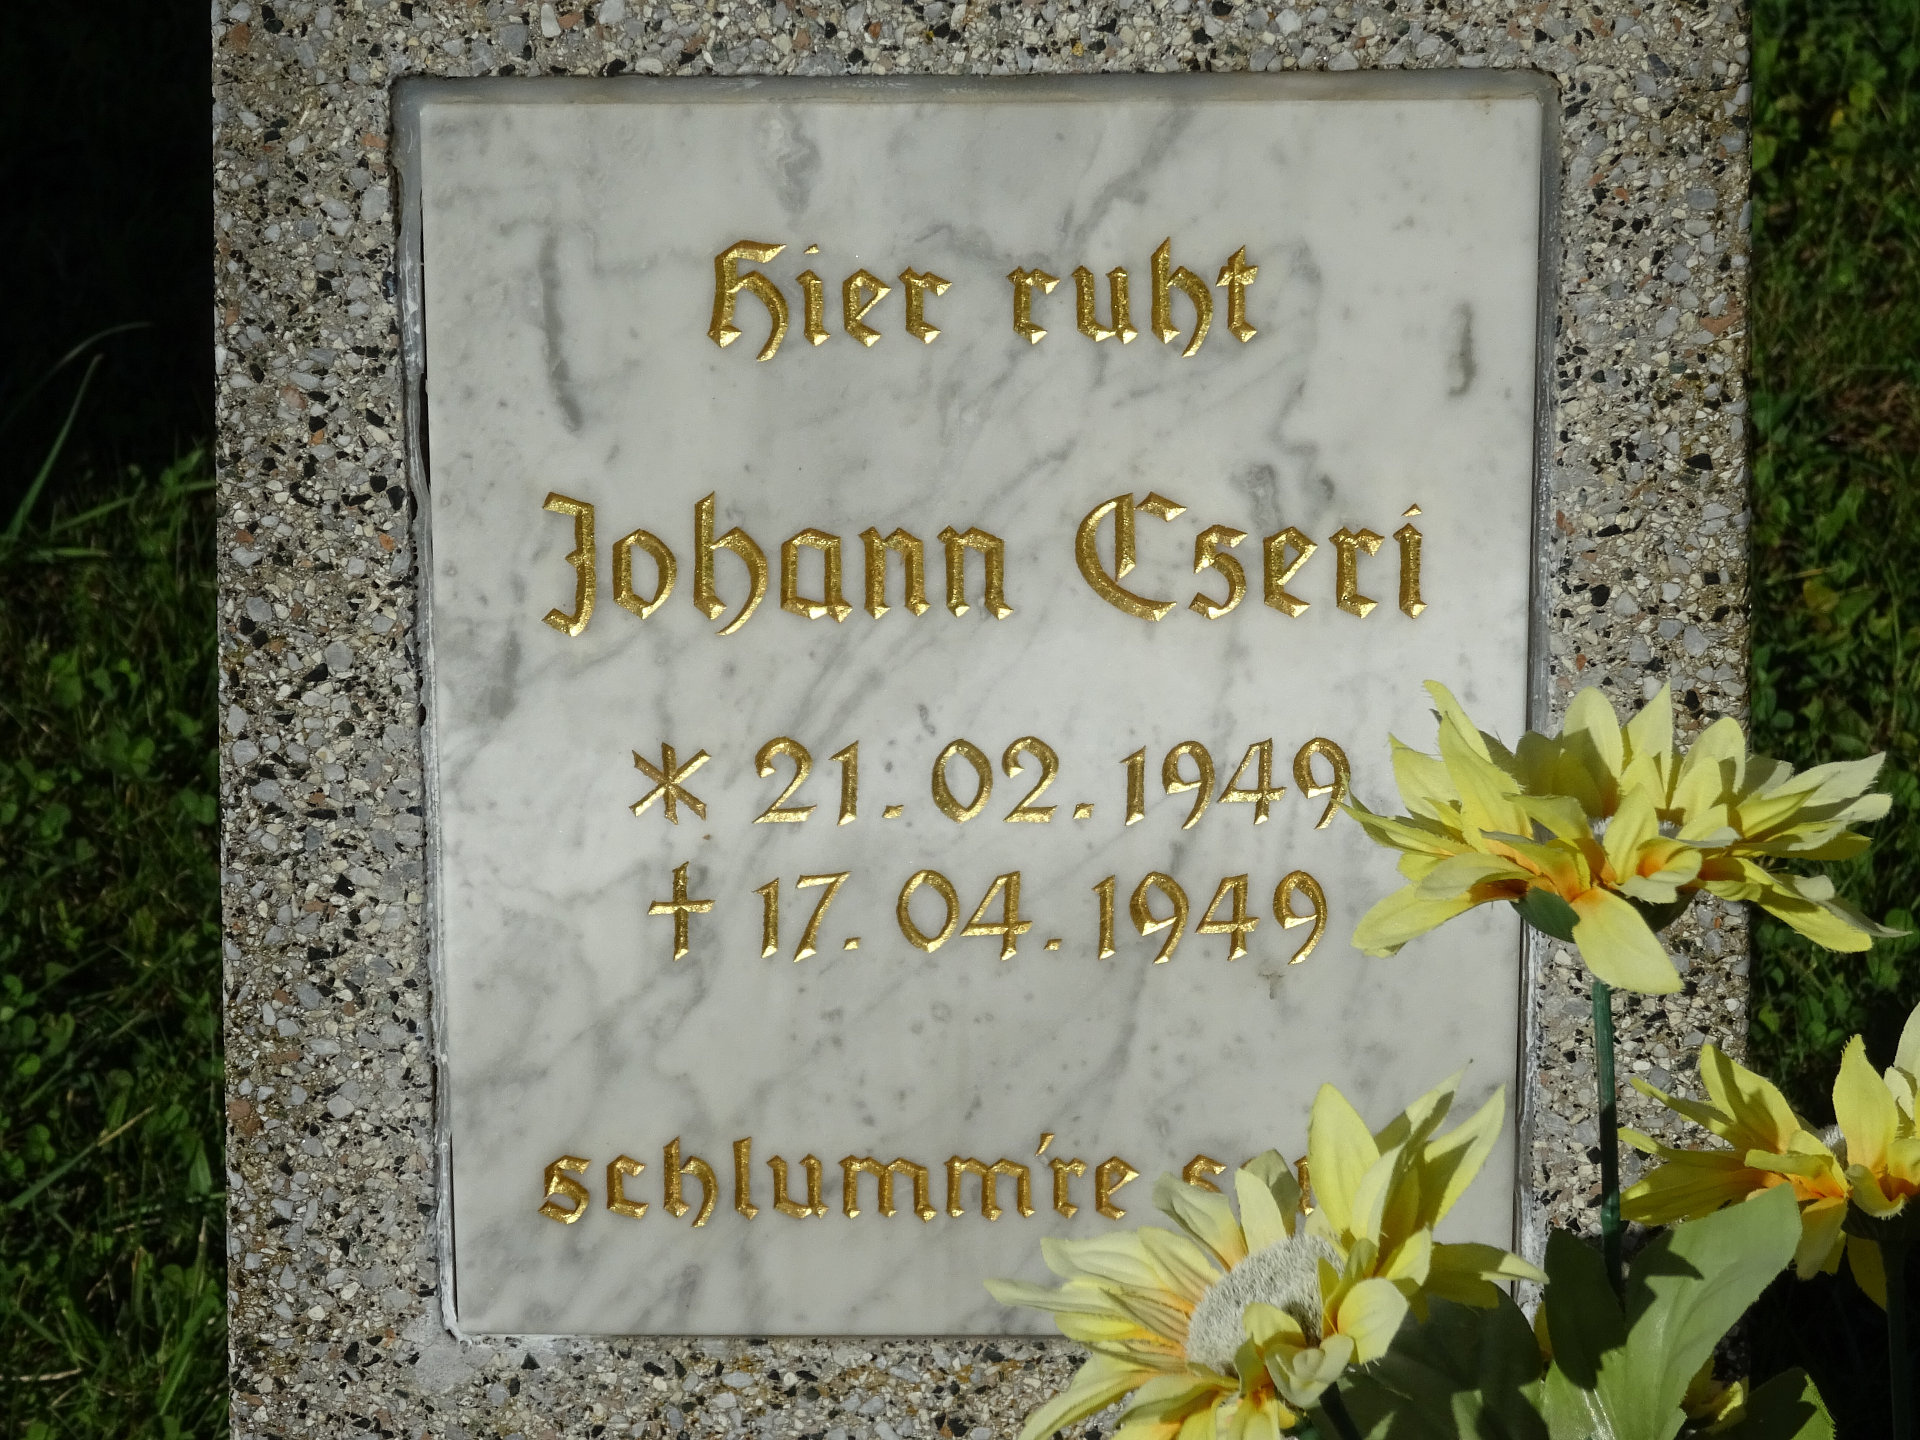 Hier ruht
Johann Cseri
* 21. 02. 1949
† 17. 04. 1949
schlumm're